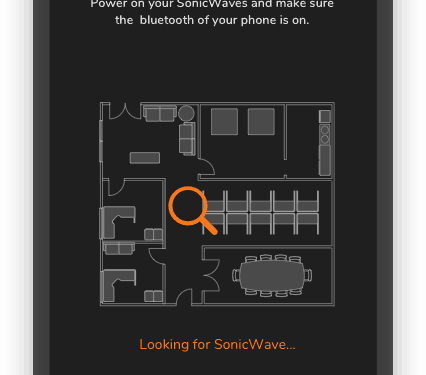 Power on your SonicWaves and make sure
the bluetooth of your phone is on.
Looking for SonicWave...